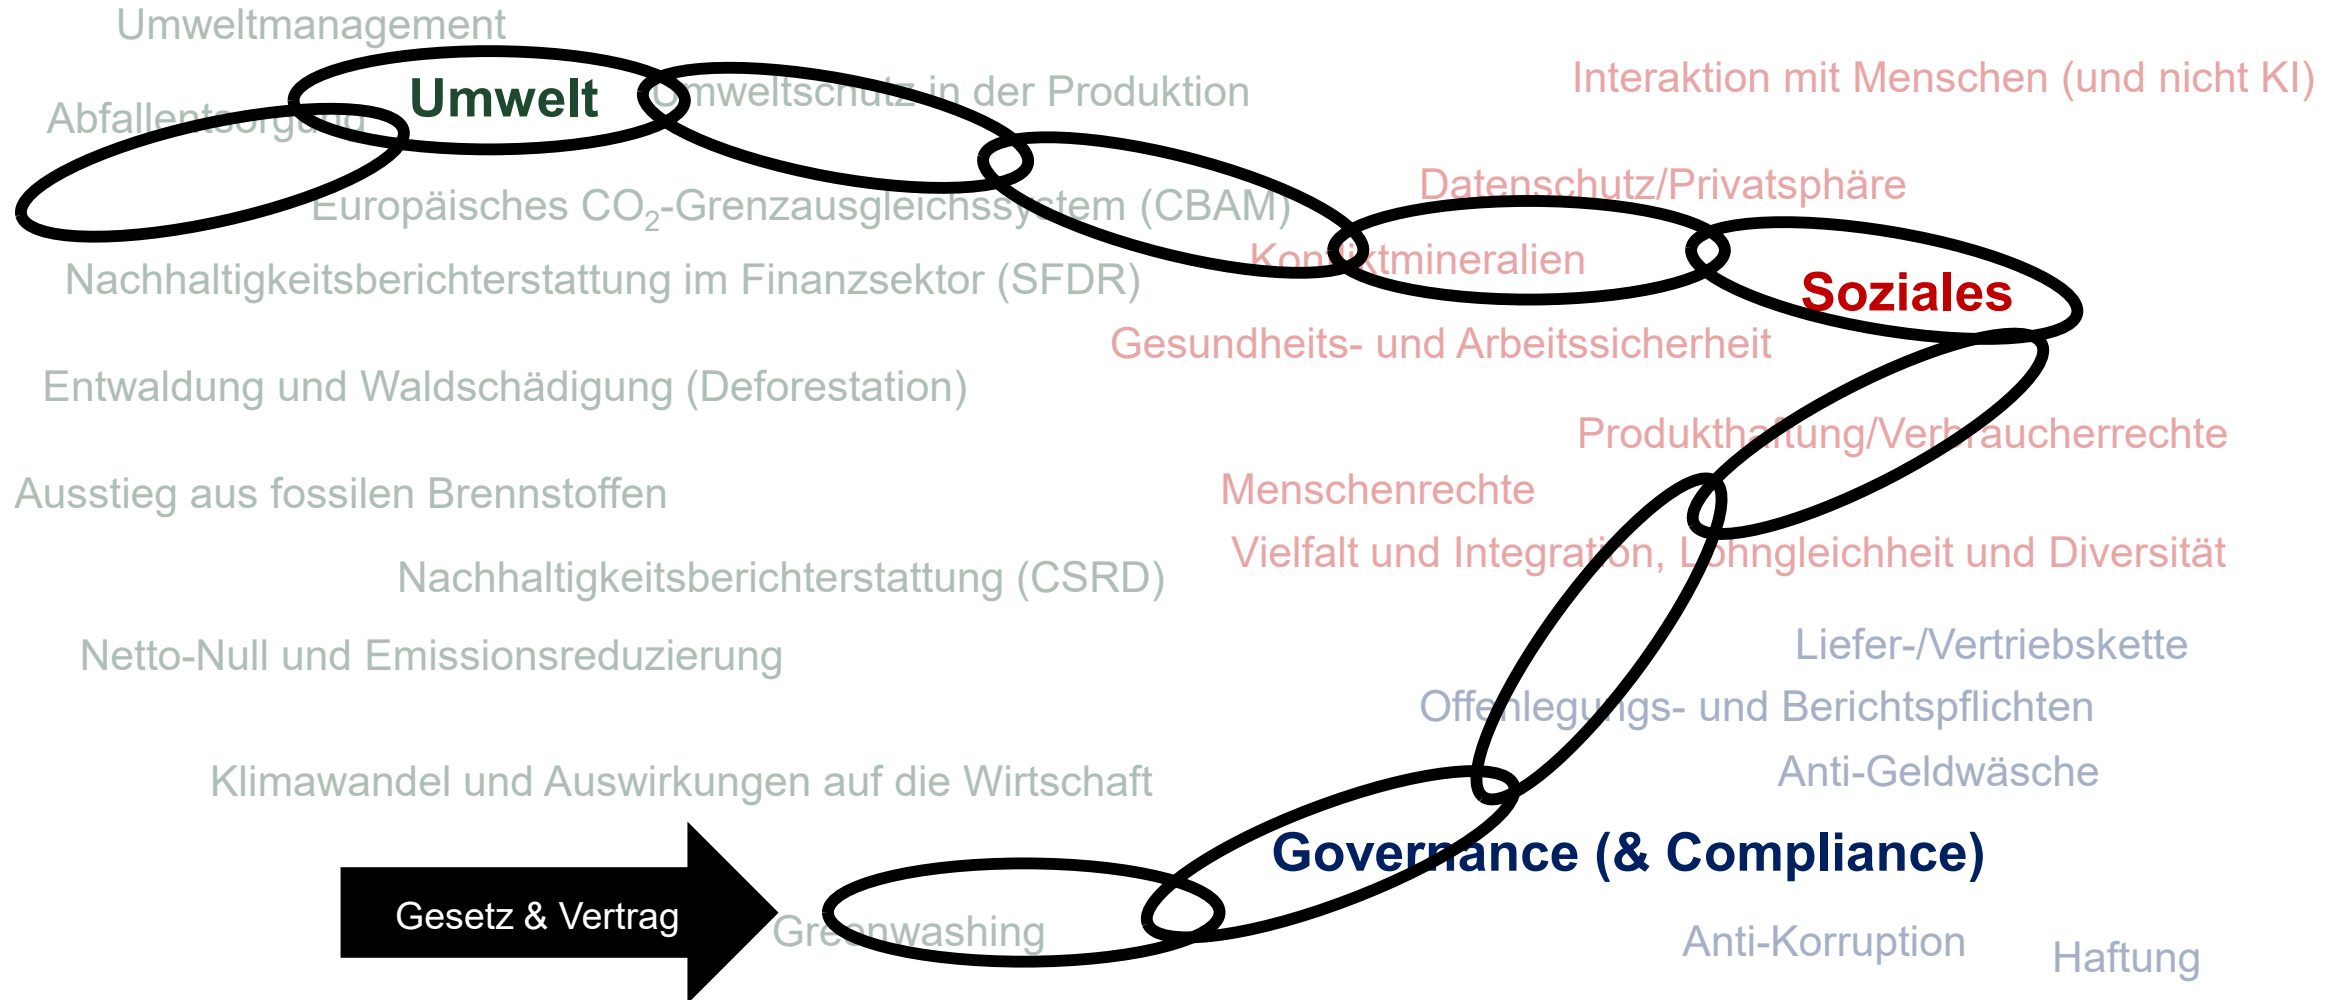 Umweltmanagement
Umwelt
Umweltschutz in der Produktion
Interaktion mit Menschen (und nicht KI)
Abfallentsorgung
Europäisches CO₂-Grenzausgleichssystem (CBAM)
Datenschutz/Privatsphäre
Konfliktmineralien
Nachhaltigkeitsberichterstattung im Finanzsektor (SFDR)
Soziales
Gesundheits- und Arbeitssicherheit
Entwaldung und Waldschädigung (Deforestation)
Produkthaftung/Verbraucherrechte
Ausstieg aus fossilen Brennstoffen
Menschenrechte
Vielfalt und Integration, Lohngleichheit und Diversität
Nachhaltigkeitsberichterstattung (CSRD)
Netto-Null und Emissionsreduzierung
Liefer-/Vertriebskette
Offenlegungs- und Berichtspflichten
Anti-Geldwäsche
Klimawandel und Auswirkungen auf die Wirtschaft
Governance (& Compliance)
Gesetz & Vertrag
Greenwashing
Anti-Korruption
Haftung